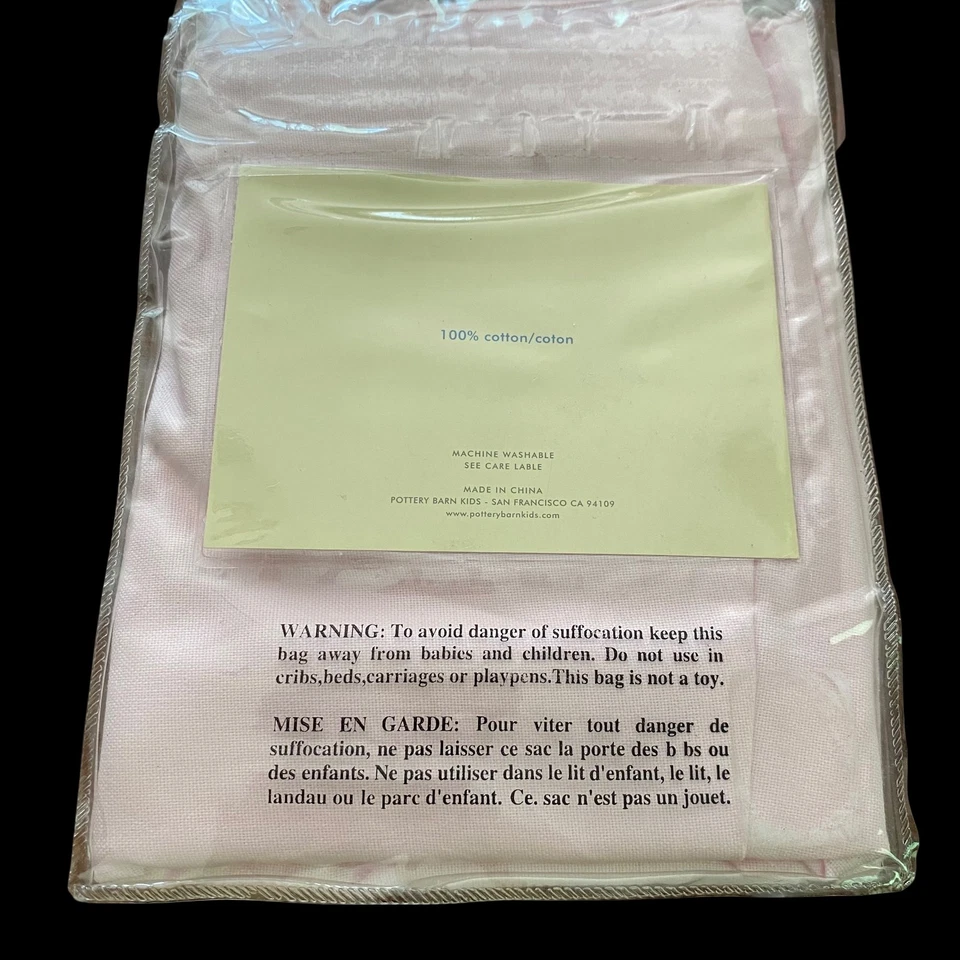 100% cotton/coton
MACHINE WASHABLE
SEE CARE LABLE
MADE IN CHINA
POTTERY BARN KIDS - SAN FRANCISCO CA 94109
www.potterybarnkids.com
WARNING: To avoid danger of suffocation keep this
bag away from babies and children. Do not use in
cribs,beds,carriages or playpens.This bag is not a toy.
MISE EN GARDE: Pour viter tout danger de
suffocation, ne pas laisser ce sac la porte des b bs ou
des enfants. Ne pas utiliser dans le lit d'enfant, le lit, le
landau ou le parc d'enfant. Ce. sac n'est pas un jouet.